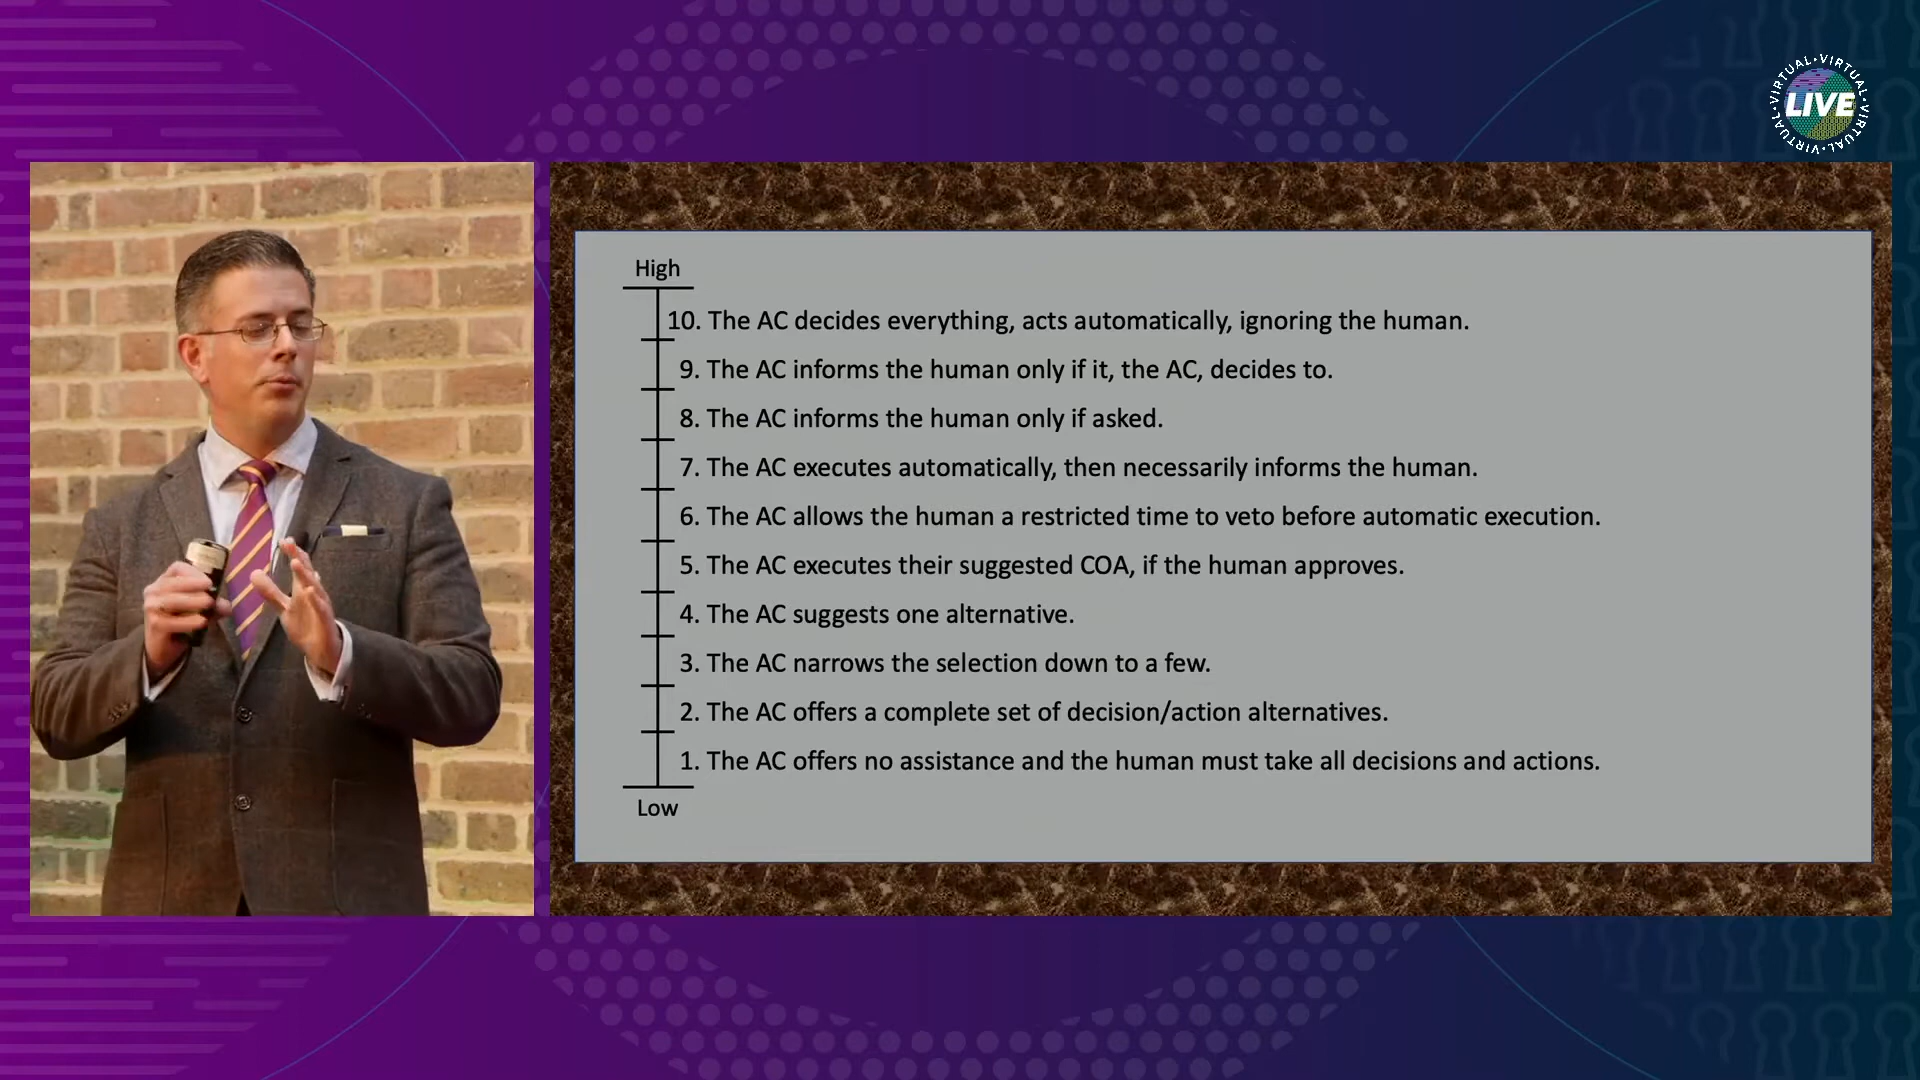 VIRTUAL • VIRTUAL • VIRTUAL •
LIVE
High
10. The AC decides everything, acts automatically, ignoring the human.
9. The AC informs the human only if it, the AC, decides to.
8. The AC informs the human only if asked.
7. The AC executes automatically, then necessarily informs the human.
6. The AC allows the human a restricted time to veto before automatic execution.
5. The AC executes their suggested COA, if the human approves.
4. The AC suggests one alternative.
3. The AC narrows the selection down to a few.
2. The AC offers a complete set of decision/action alternatives.
1. The AC offers no assistance and the human must take all decisions and actions.
Low